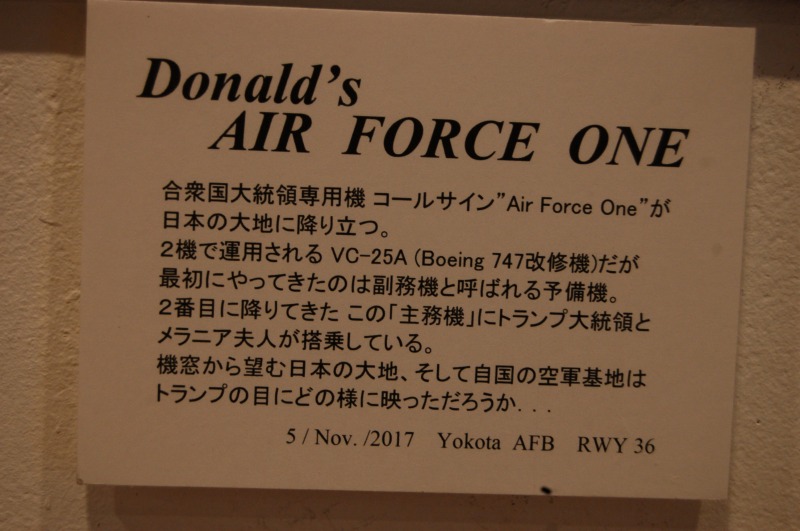 Donald's
AIR FORCE ONE
合衆国大統領専用機 コールサイン”Air Force One”が
日本の大地に降り立つ。
２機で運用される VC-25A (Boeing 747改修機)だが
最初にやってきたのは副務機と呼ばれる予備機。
２番目に降りてきた この「主務機」にトランプ大統領と
メラニア夫人が搭乗している。
機窓から望む日本の大地、そして自国の空軍基地は
トランプの目にどの様に映っただろうか...
5 / Nov. /2017 Yokota AFB RWY 36